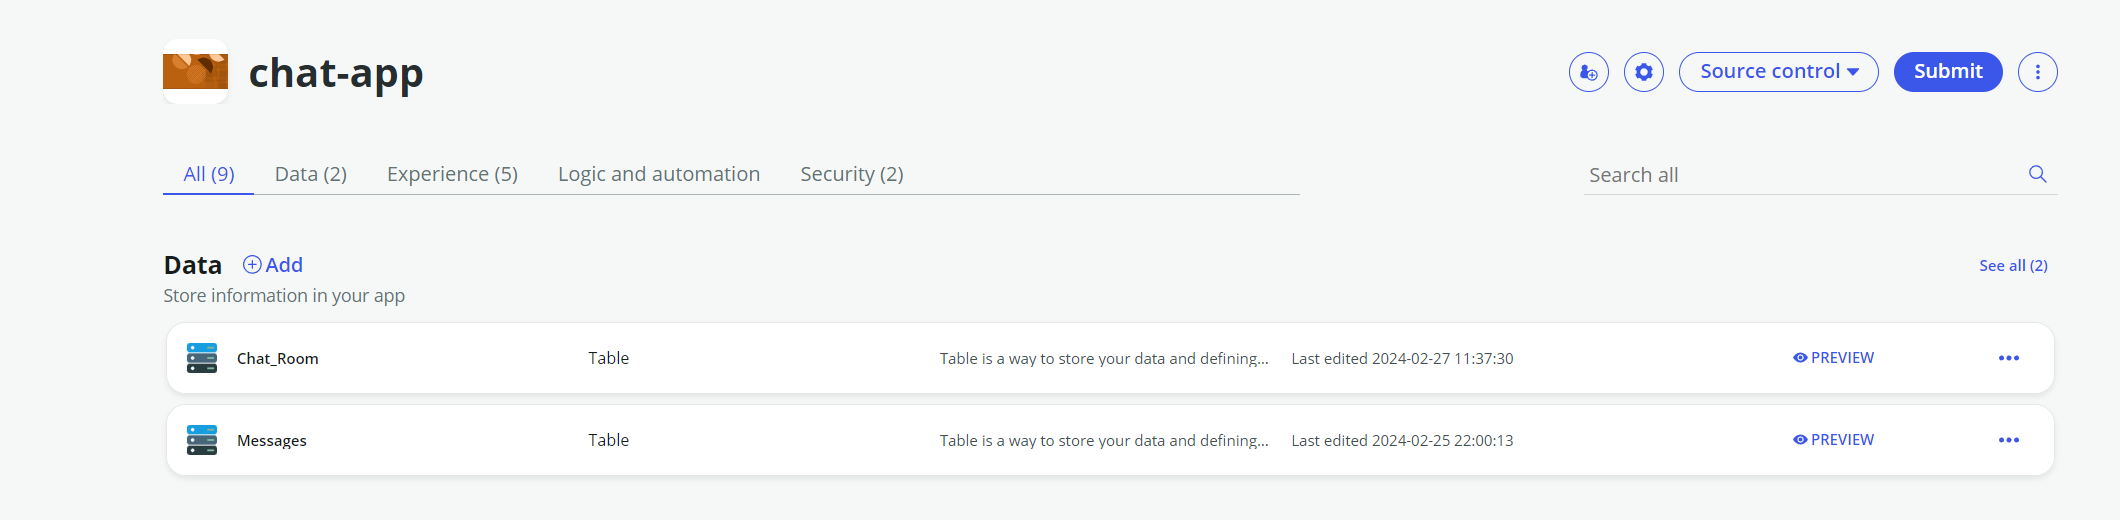 chat-app
Source control
Submit
All (9) Data (2) Experience (5) Logic and automation Security (2)
Search all
Data Add
See all (2)
Store information in your app
Chat_Room Table Table is a way to store your data and defining... Last edited 2024-02-27 11:37:30 PREVIEW
Messages Table Table is a way to store your data and defining... Last edited 2024-02-25 22:00:13 PREVIEW